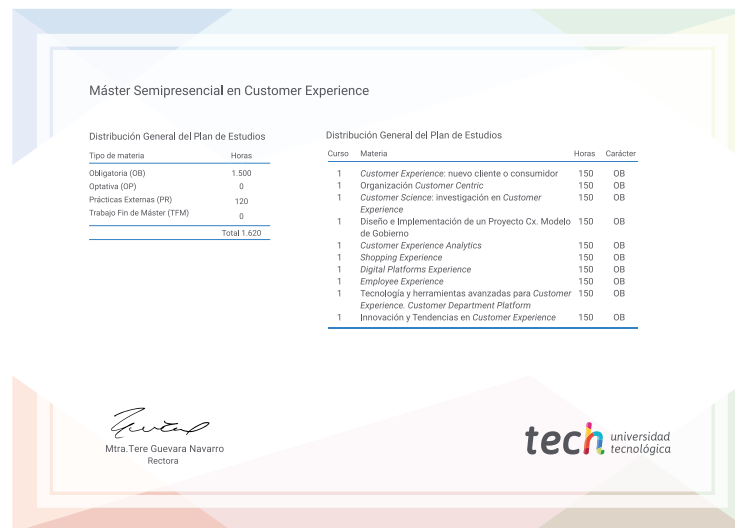 Máster Semipresencial en Customer Experience
Distribución General del Plan de Estudios
Tipo de materia Horas
Obligatoria (OB) 1.500
Optativa (OP) 0
Prácticas Externas (PR) 120
Trabajo Fin de Máster (TFM) 0
Total 1.620
Distribución General del Plan de Estudios
Curso Materia Horas Carácter
1 Customer Experience: nuevo cliente o consumidor 150 OB
1 Organización Customer Centric 150 OB
1 Customer Science: investigación en Customer 150 OB
Experience
1 Diseño e Implementación de un Proyecto Cx. Modelo 150 OB
de Gobierno
1 Customer Experience Analytics 150 OB
1 Shopping Experience 150 OB
1 Digital Platforms Experience 150 OB
1 Employee Experience 150 OB
1 Tecnología y herramientas avanzadas para Customer 150 OB
Experience. Customer Department Platform
1 Innovación y Tendencias en Customer Experience 150 OB
Mtra.Tere Guevara Navarro
Rectora
tech universidad
tecnológica